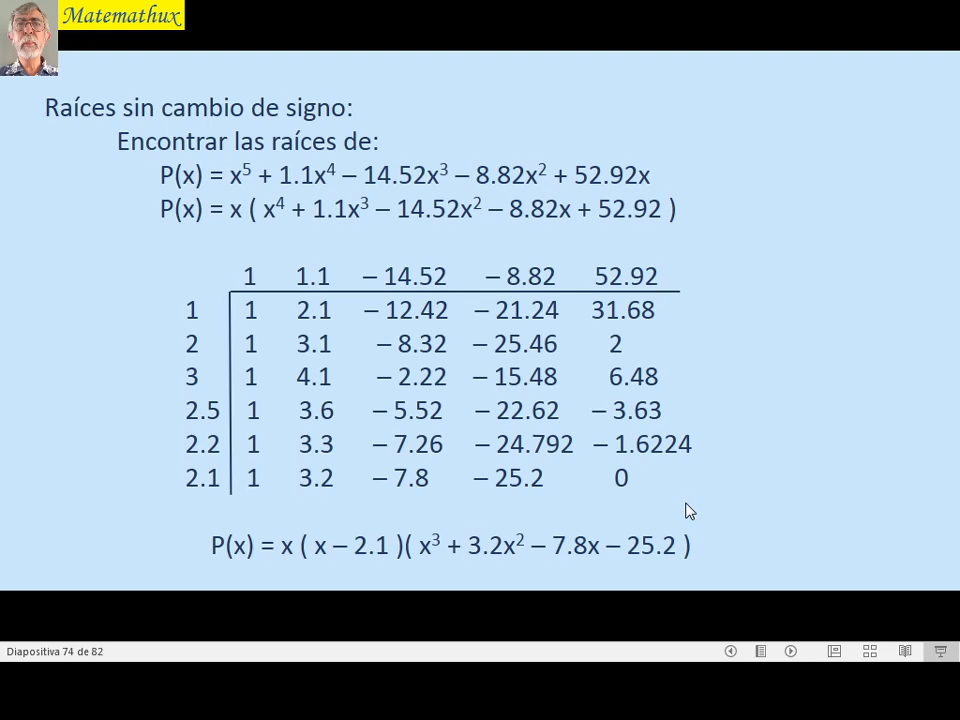 Matemathux
Raíces sin cambio de signo:
Encontrar las raíces de:
P(x) = x⁵ + 1.1x⁴ – 14.52x³ – 8.82x² + 52.92x
P(x) = x ( x⁴ + 1.1x³ – 14.52x² – 8.82x + 52.92 )
1 1.1 – 14.52 – 8.82 52.92
1 1 2.1 – 12.42 – 21.24 31.68
2 1 3.1 – 8.32 – 25.46 2
3 1 4.1 – 2.22 – 15.48 6.48
2.5 1 3.6 – 5.52 – 22.62 – 3.63
2.2 1 3.3 – 7.26 – 24.792 – 1.6224
2.1 1 3.2 – 7.8 – 25.2 0
P(x) = x ( x – 2.1 )( x³ + 3.2x² – 7.8x – 25.2 )
Diapositiva 74 de 82